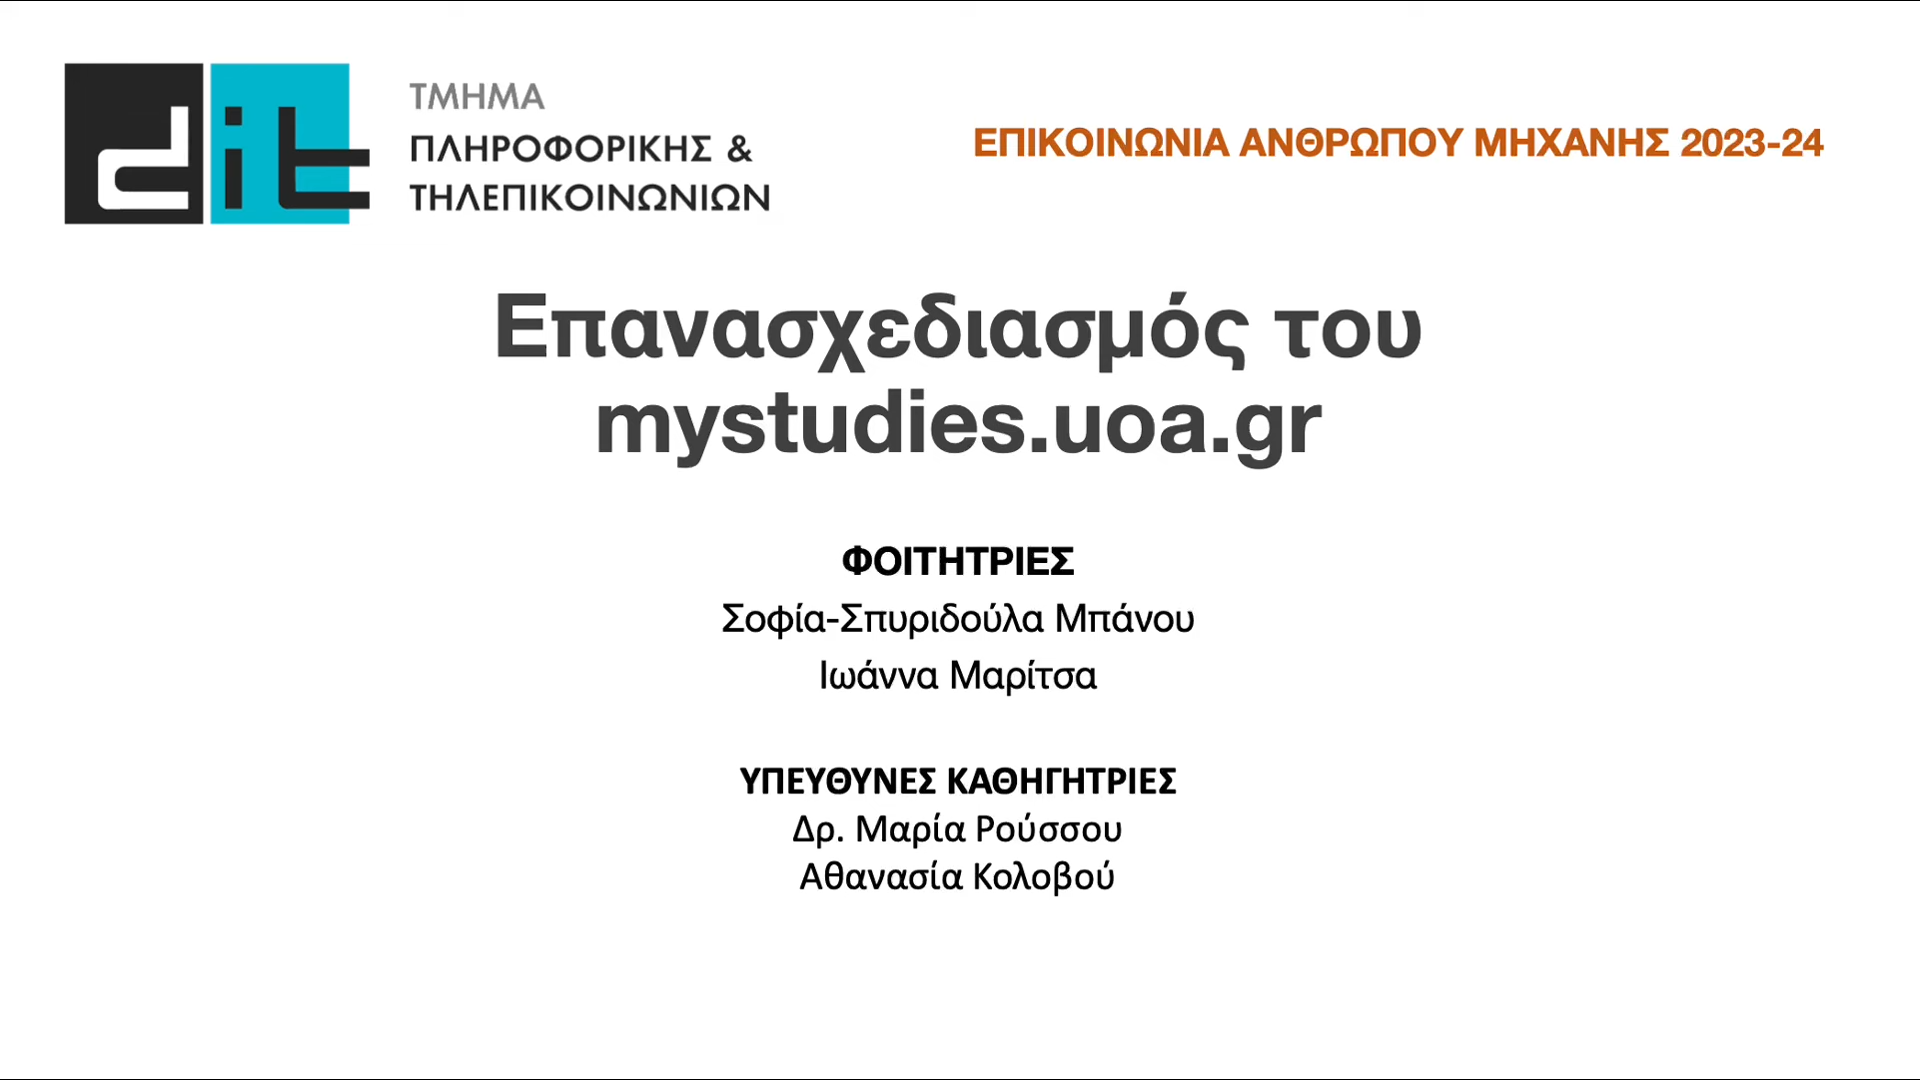 dit
ΤΜΗΜΑ
ΠΛΗΡΟΦΟΡΙΚΗΣ &
ΤΗΛΕΠΙΚΟΙΝΩΝΙΩΝ
ΕΠΙΚΟΙΝΩΝΙΑ ΑΝΘΡΩΠΟΥ ΜΗΧΑΝΗΣ 2023-24
Επανασχεδιασμός του
mystudies.uoa.gr
ΦΟΙΤΗΤΡΙΕΣ
Σοφία-Σπυριδούλα Μπάνου
Ιωάννα Μαρίτσα
ΥΠΕΥΘΥΝΕΣ ΚΑΘΗΓΗΤΡΙΕΣ
Δρ. Μαρία Ρούσσου
Αθανασία Κολοβού